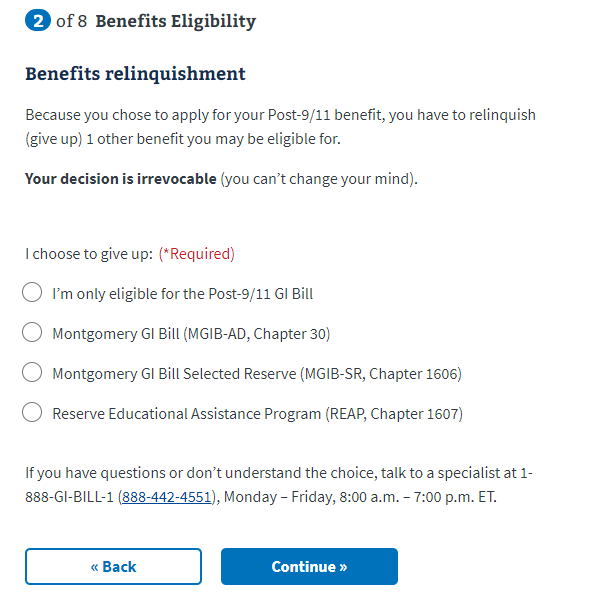 2 of 8 Benefits Eligibility
Benefits relinquishment
Because you chose to apply for your Post-9/11 benefit, you have to relinquish
(give up) 1 other benefit you may be eligible for.
Your decision is irrevocable (you can't change your mind).
I choose to give up: (*Required)
I'm only eligible for the Post-9/11 GI Bill
Montgomery GI Bill (MGIB-AD, Chapter 30)
Montgomery GI Bill Selected Reserve (MGIB-SR, Chapter 1606)
Reserve Educational Assistance Program (REAP, Chapter 1607)
If you have questions or don't understand the choice, talk to a specialist at 1-
888-GI-BILL-1 (888-442-4551), Monday – Friday, 8:00 a.m. – 7:00 p.m. ET.
« Back
Continue »